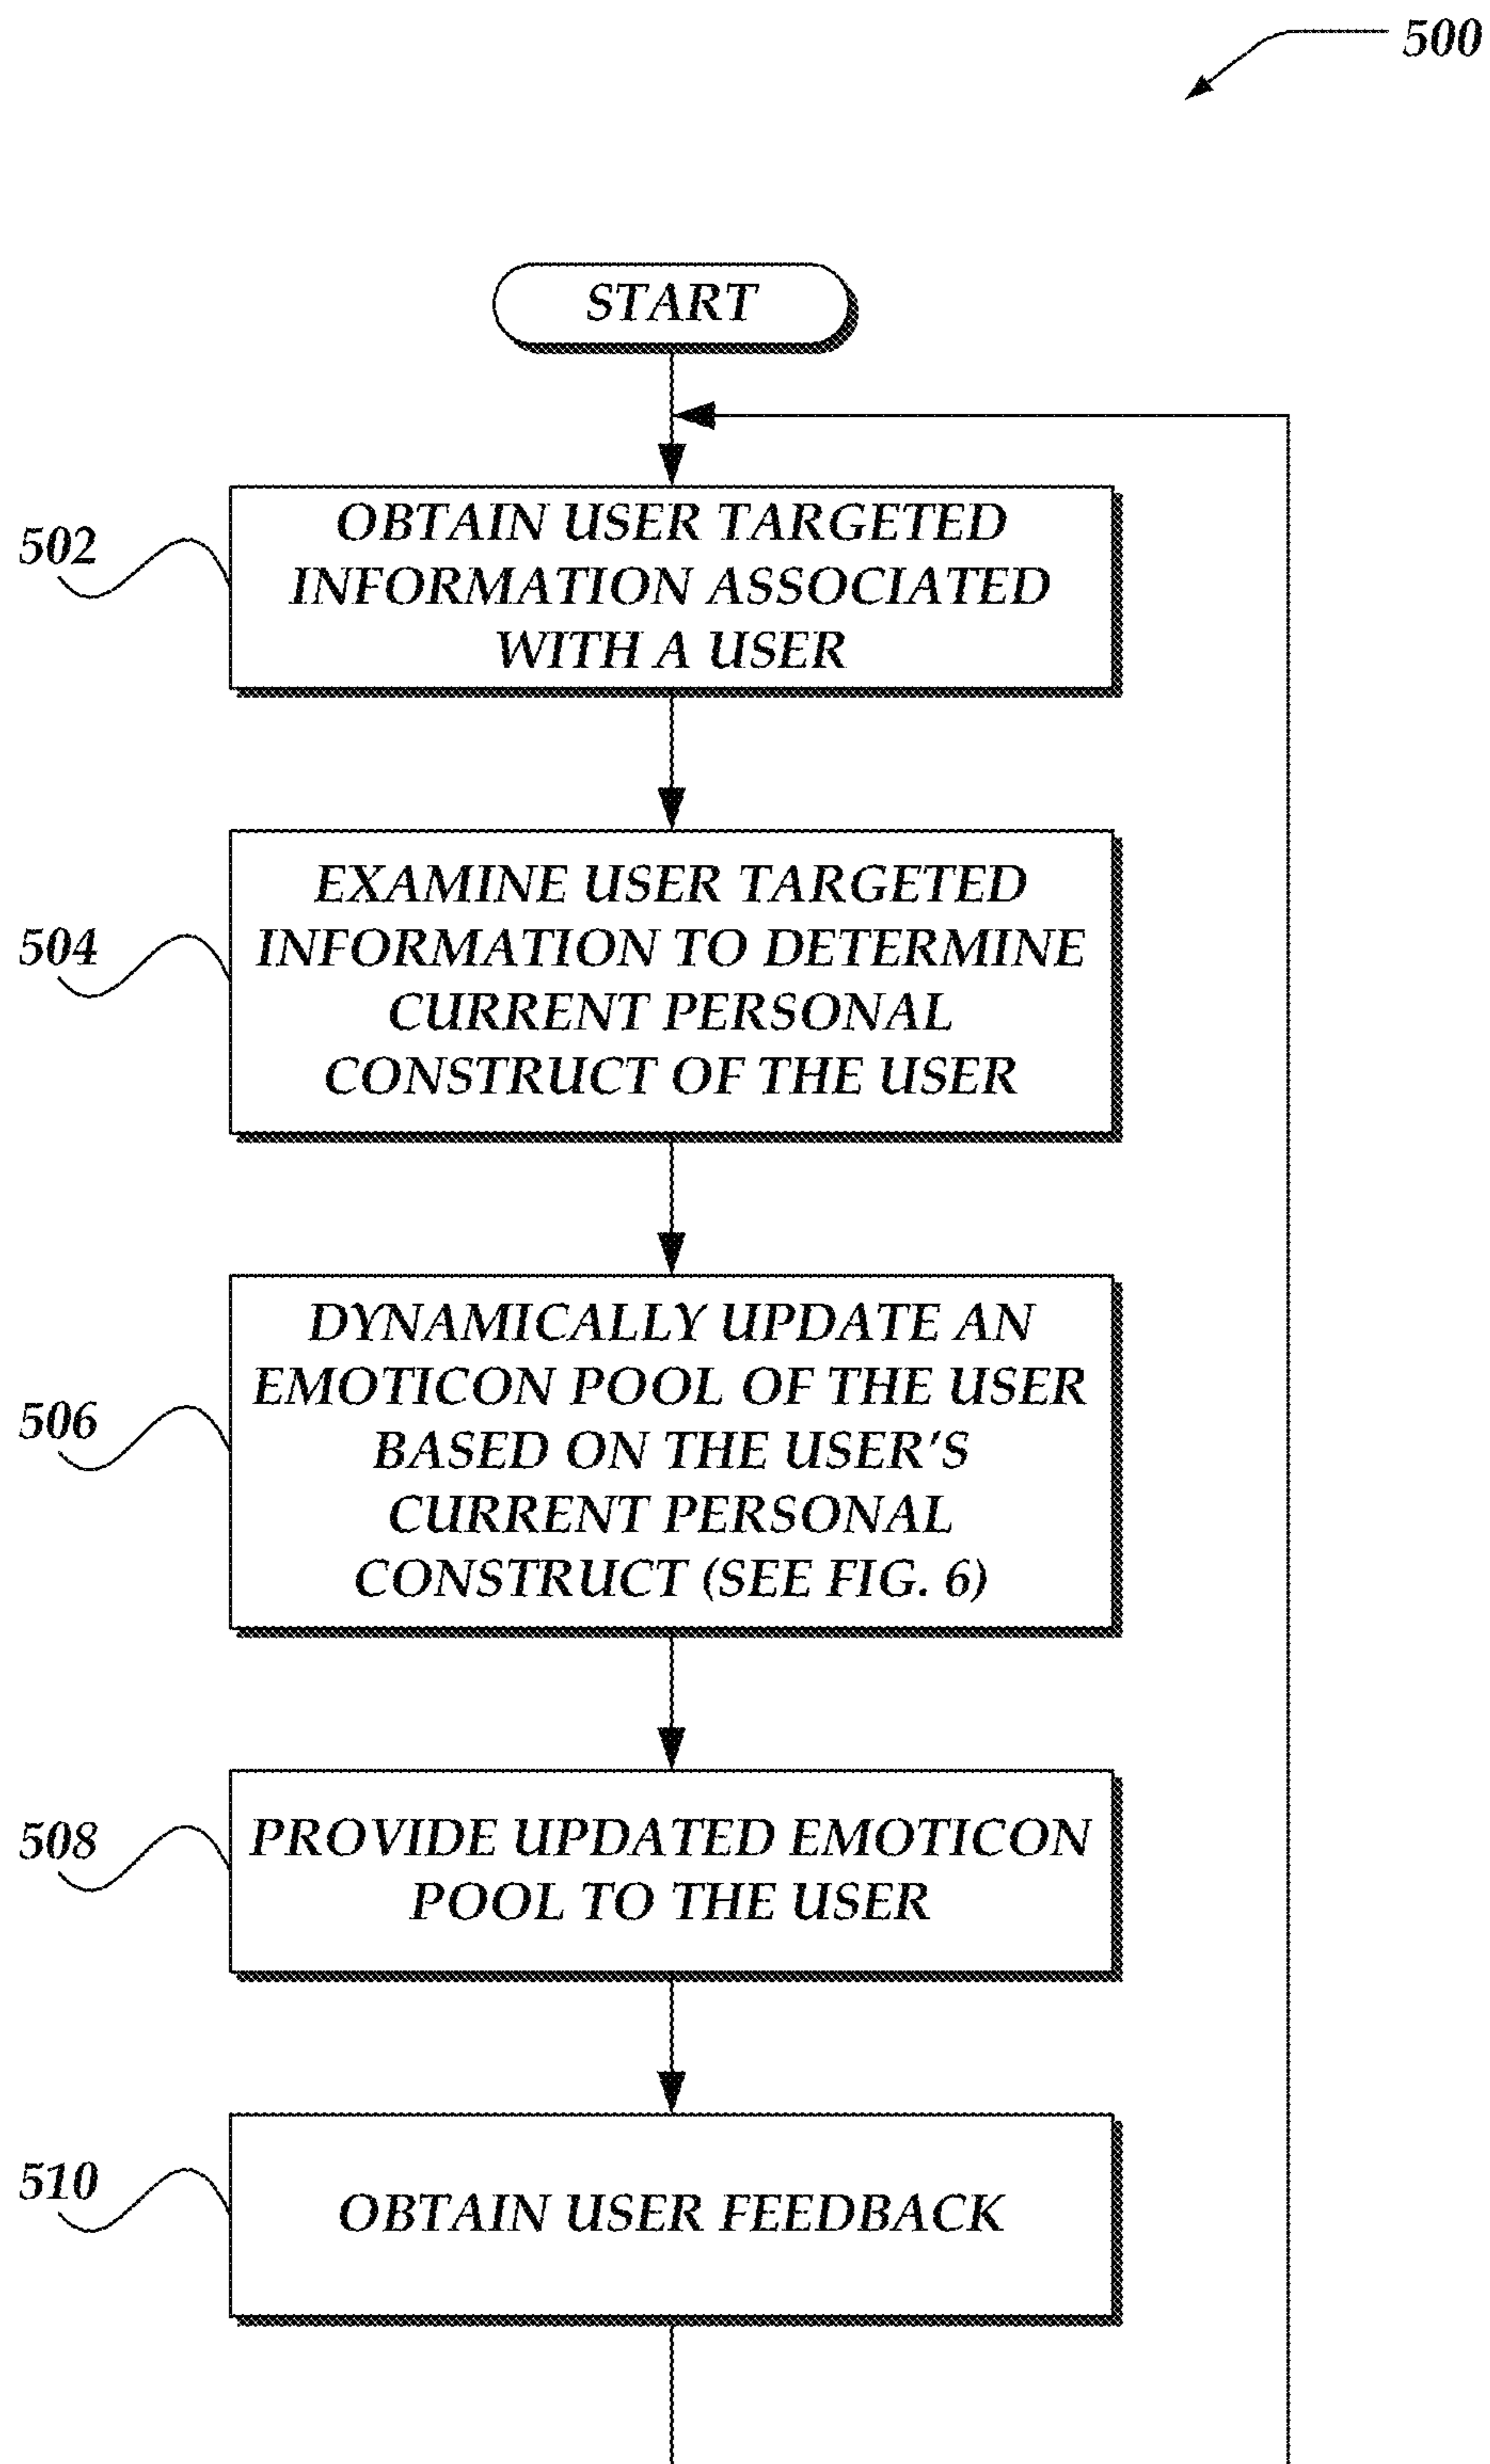 500
START
502
OBTAIN USER TARGETED
INFORMATION ASSOCIATED
WITH A USER
504
EXAMINE USER TARGETED
INFORMATION TO DETERMINE
CURRENT PERSONAL
CONSTRUCT OF THE USER
506
DYNAMICALLY UPDATE AN
EMOTICON POOL OF THE USER
BASED ON THE USER'S
CURRENT PERSONAL
CONSTRUCT (SEE FIG. 6)
508
PROVIDE UPDATED EMOTICON
POOL TO THE USER
510
OBTAIN USER FEEDBACK